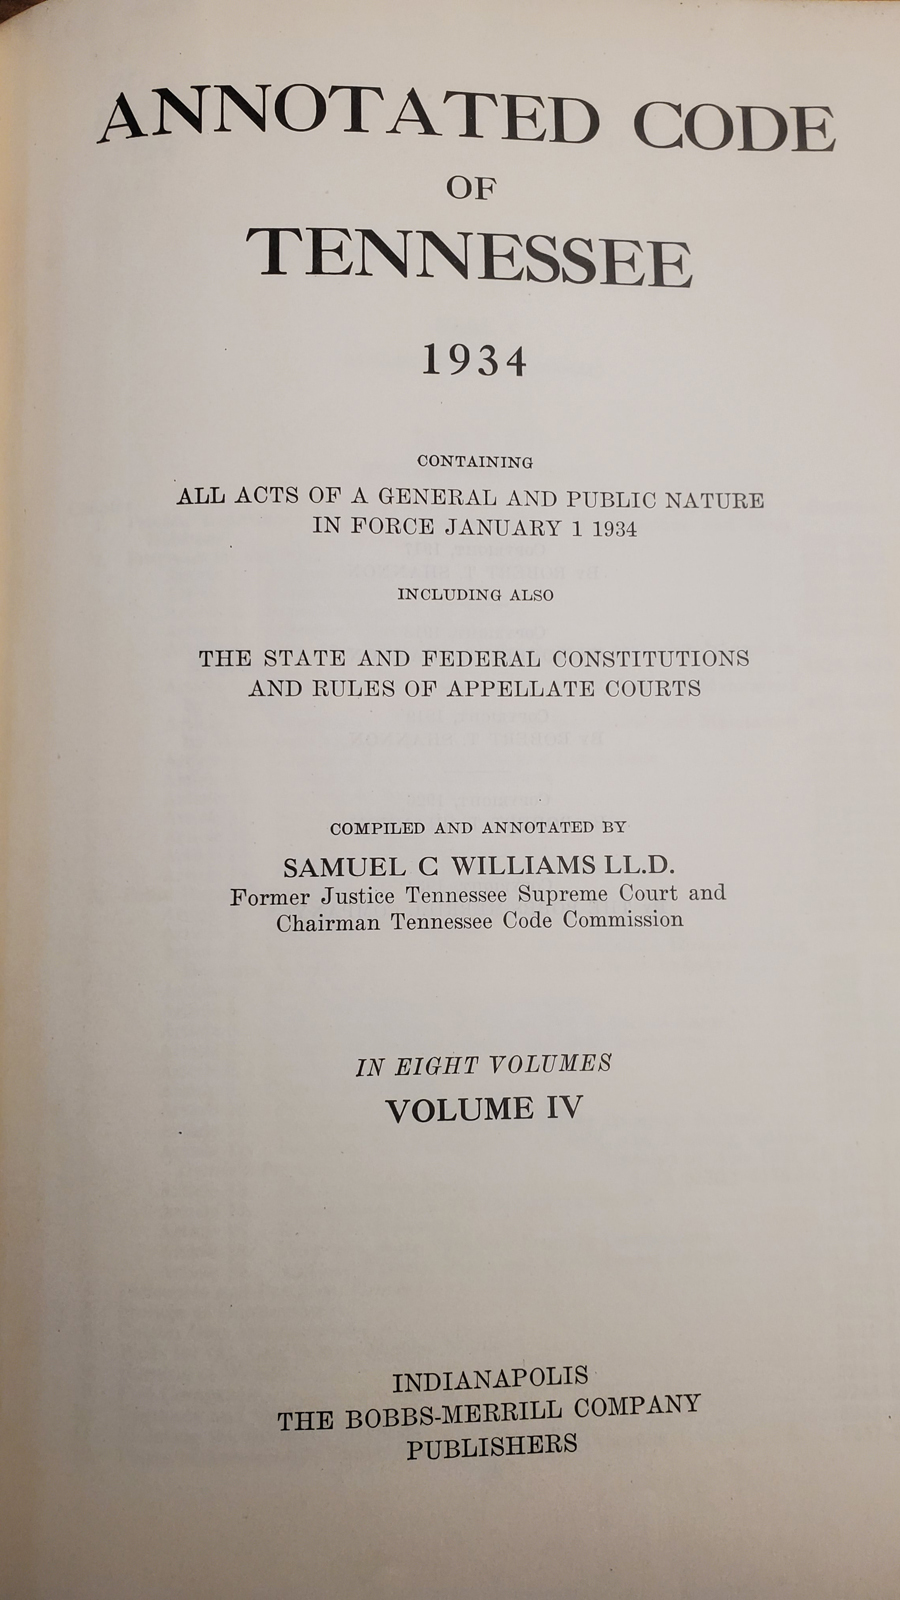 ANNOTATED CODE
OF
TENNESSEE
1934
CONTAINING
ALL ACTS OF A GENERAL AND PUBLIC NATURE
IN FORCE JANUARY 1 1934
INCLUDING ALSO
THE STATE AND FEDERAL CONSTITUTIONS
AND RULES OF APPELLATE COURTS
COMPILED AND ANNOTATED BY
SAMUEL C WILLIAMS LL.D.
Former Justice Tennessee Supreme Court and
Chairman Tennessee Code Commission
IN EIGHT VOLUMES
VOLUME IV
INDIANAPOLIS
THE BOBBS-MERRILL COMPANY
PUBLISHERS